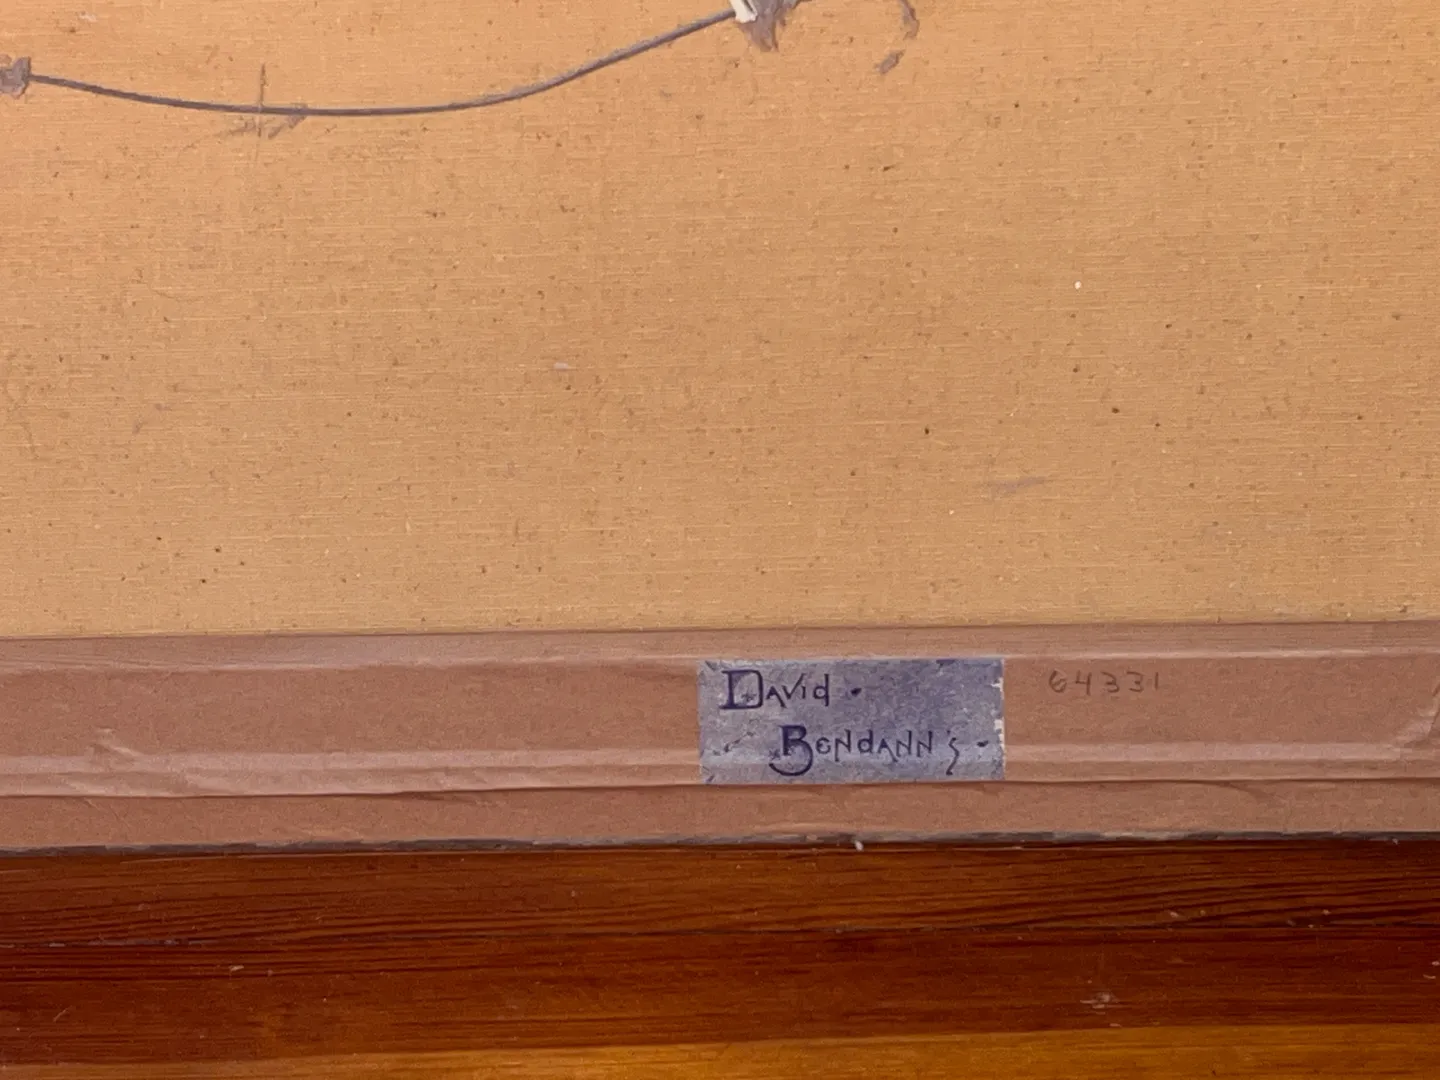 David ·
Bendann's ·
64331